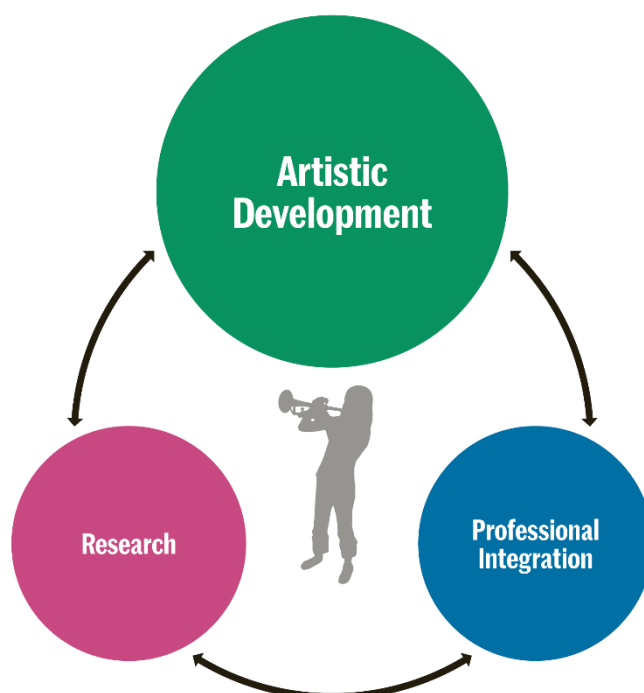 Artistic
Development
Research
Professional
Integration